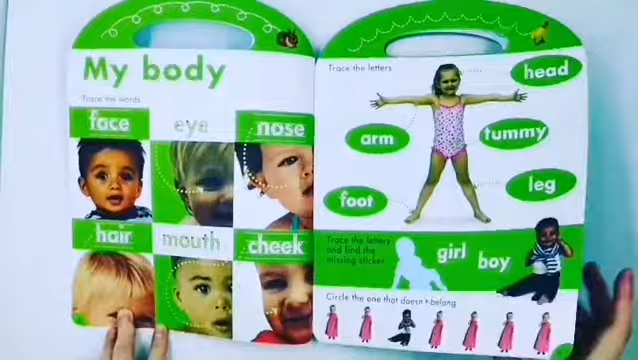 My body
Trace the words
face
eye
nose
hair
mouth
cheek
Trace the letters
head
arm
tummy
foot
leg
Trace the letters
and find the
missing sticker
girl
boy
Circle the one that doesn't belong